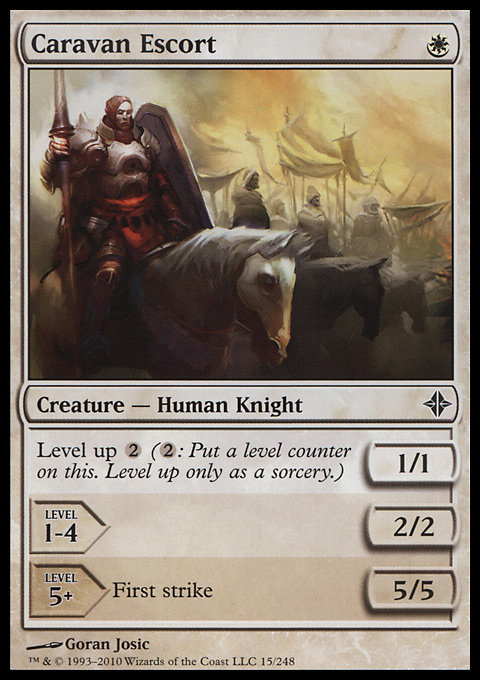 Caravan Escort
Creature — Human Knight
Level up 2 (2: Put a level counter
on this. Level up only as a sorcery.)
1/1
LEVEL
1-4
2/2
LEVEL
5+
First strike
5/5
Goran Josic
™ & © 1993–2010 Wizards of the Coast LLC 15/248